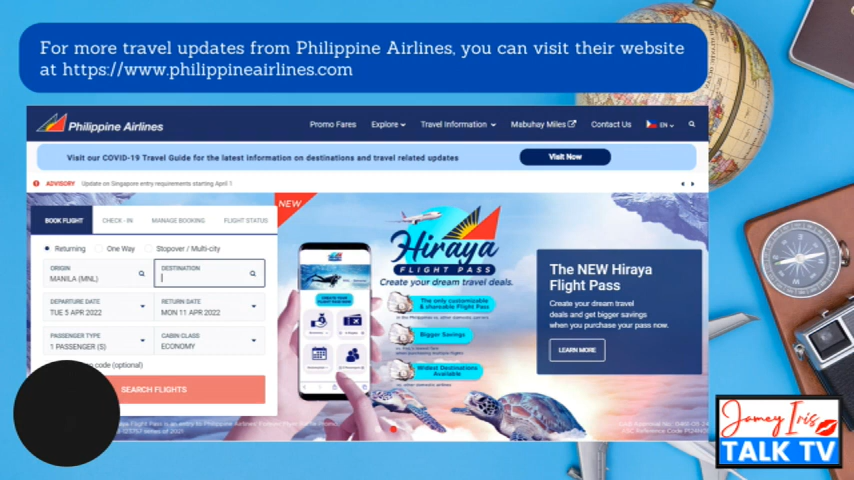 For more travel updates from Philippine Airlines, you can visit their website
at https://www.philippineairlines.com
Philippine Airlines
Promo Fares Explore Travel Information Mabuhay Miles Contact Us EN
Visit our COVID-19 Travel Guide for the latest information on destinations and travel related updates Visit Now
ADVISORY Update on Singapore entry requirements starting April 1
NEW
BOOK FLIGHT CHECK - IN MANAGE BOOKING FLIGHT STATUS
Returning One Way Stopover / Multi-city
ORIGIN
MANILA (MNL)
DESTINATION
DEPARTURE DATE
TUE 5 APR 2022
RETURN DATE
MON 11 APR 2022
PASSENGER TYPE
1 PASSENGER (S)
CABIN CLASS
ECONOMY
code (optional)
SEARCH FLIGHTS
Hiraya
FLIGHT PASS
Create your dream travel deals.
The only customizable
& shareable Flight Pass
Bigger Savings
Widest Destinations
Available
The NEW Hiraya
Flight Pass
Create your dream travel
deals and get bigger savings
when you purchase your pass now.
LEARN MORE
Jamey Iris
TALK TV